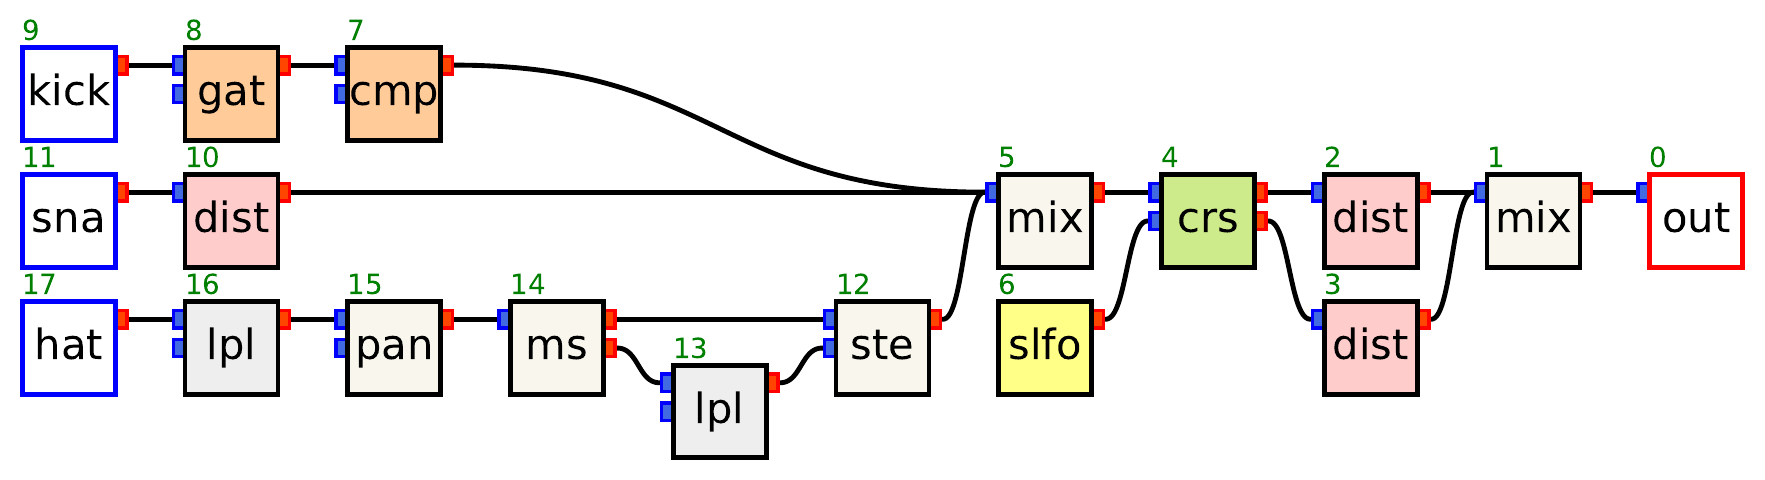 9 8 7
kick gat cmp
11 10 5 4 2 1 0
sna dist mix crs dist mix out
17 16 15 14 12 6 3
hat lpl pan ms ste slfo dist
13
lpl